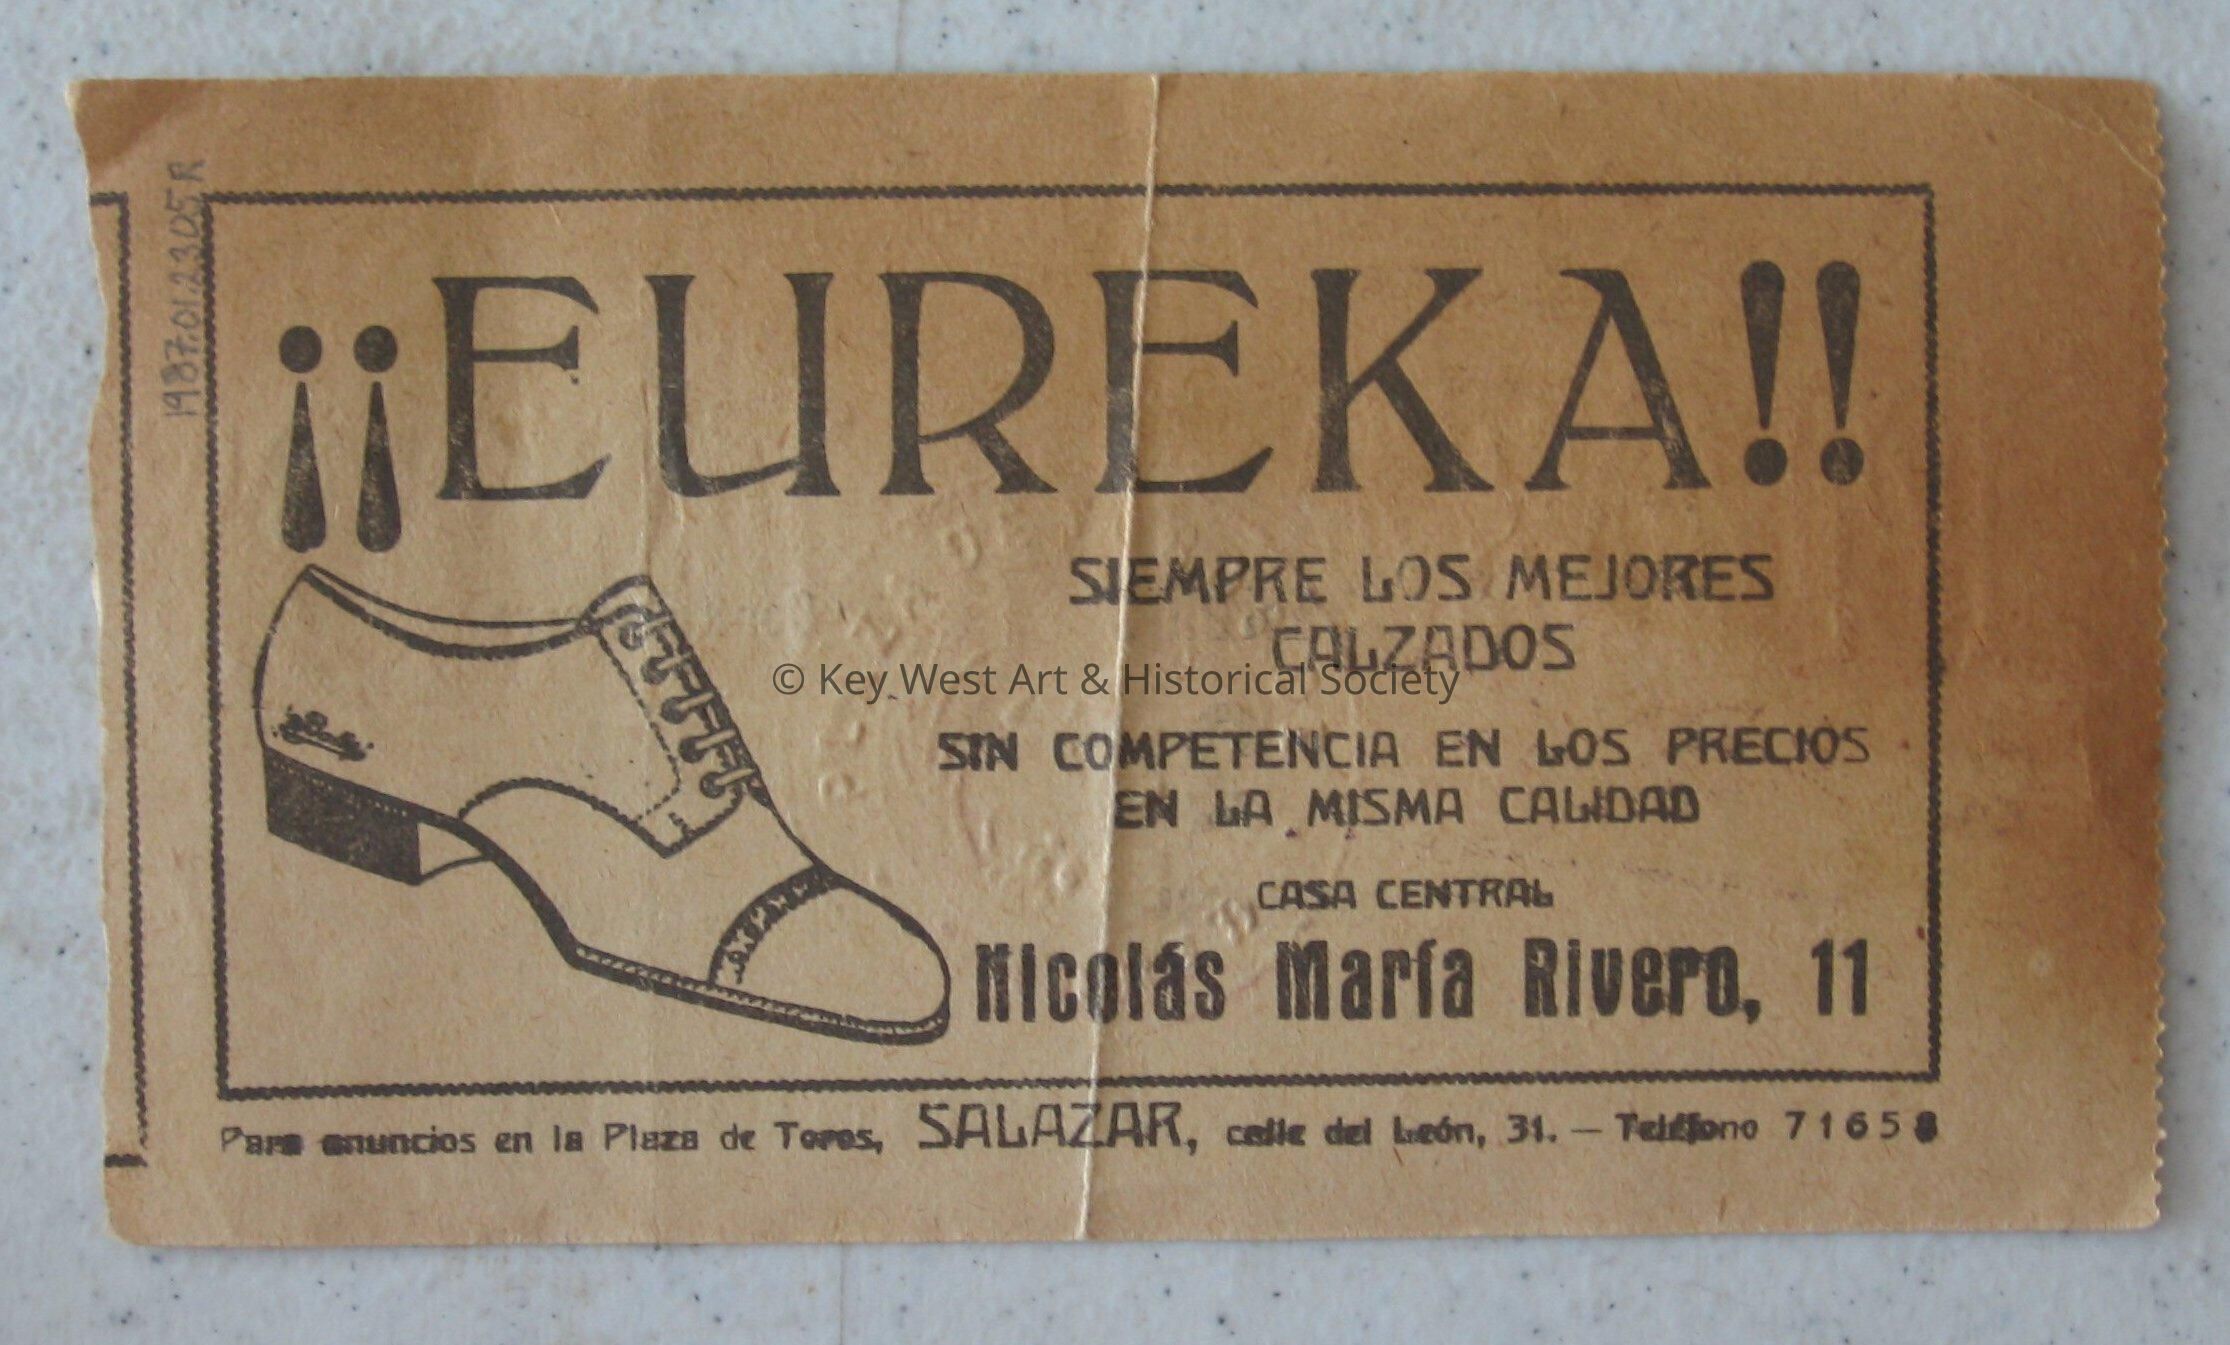 1987.01.2305R
¡¡EUREKA!!
SIEMPRE LOS MEJORES
CALZADOS
© Key West Art & Historical Society
SIN COMPETENCIA EN LOS PRECIOS
EN LA MISMA CALIDAD
CASA CENTRAL
Nicolás María Rivero, 11
Para anuncios en la Plaza de Toros, SALAZAR, calle del León, 31. — Teléfono 71658